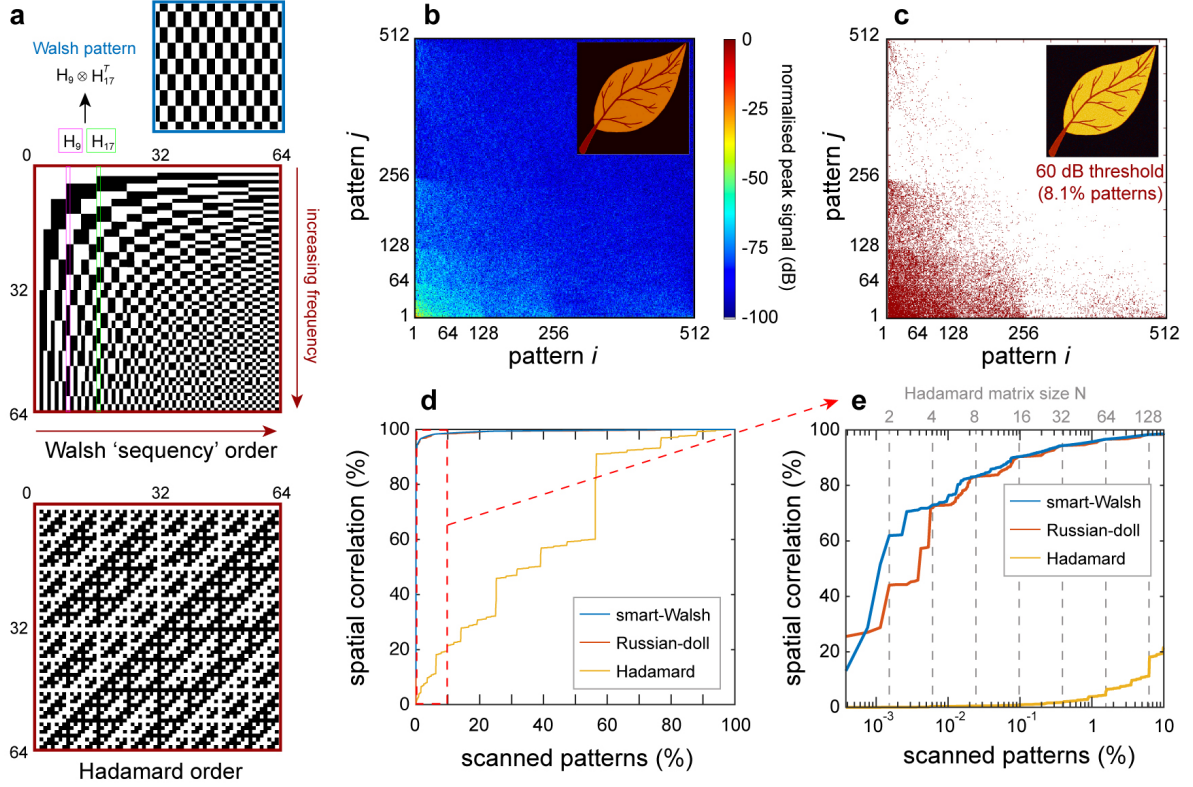 a
Walsh pattern
H₉ ⊗ Hᵀ₁₇
H₉
H₁₇
0
32
64
32
64
increasing frequency
Walsh ‘sequency’ order
0
32
64
32
64
Hadamard order
b
512
256
128
64
1
pattern j
1
64
128
256
512
pattern i
0
-25
-50
-75
-100
normalised peak signal (dB)
c
512
256
128
64
1
pattern j
60 dB threshold
(8.1% patterns)
1
64
128
256
512
pattern i
d
100
80
60
40
20
0
spatial correlation (%)
smart-Walsh
Russian-doll
Hadamard
0
20
40
60
80
100
scanned patterns (%)
e
Hadamard matrix size N
2
4
8
16
32
64
128
100
80
60
40
20
0
spatial correlation (%)
smart-Walsh
Russian-doll
Hadamard
10⁻³
10⁻²
10⁻¹
1
10
scanned patterns (%)